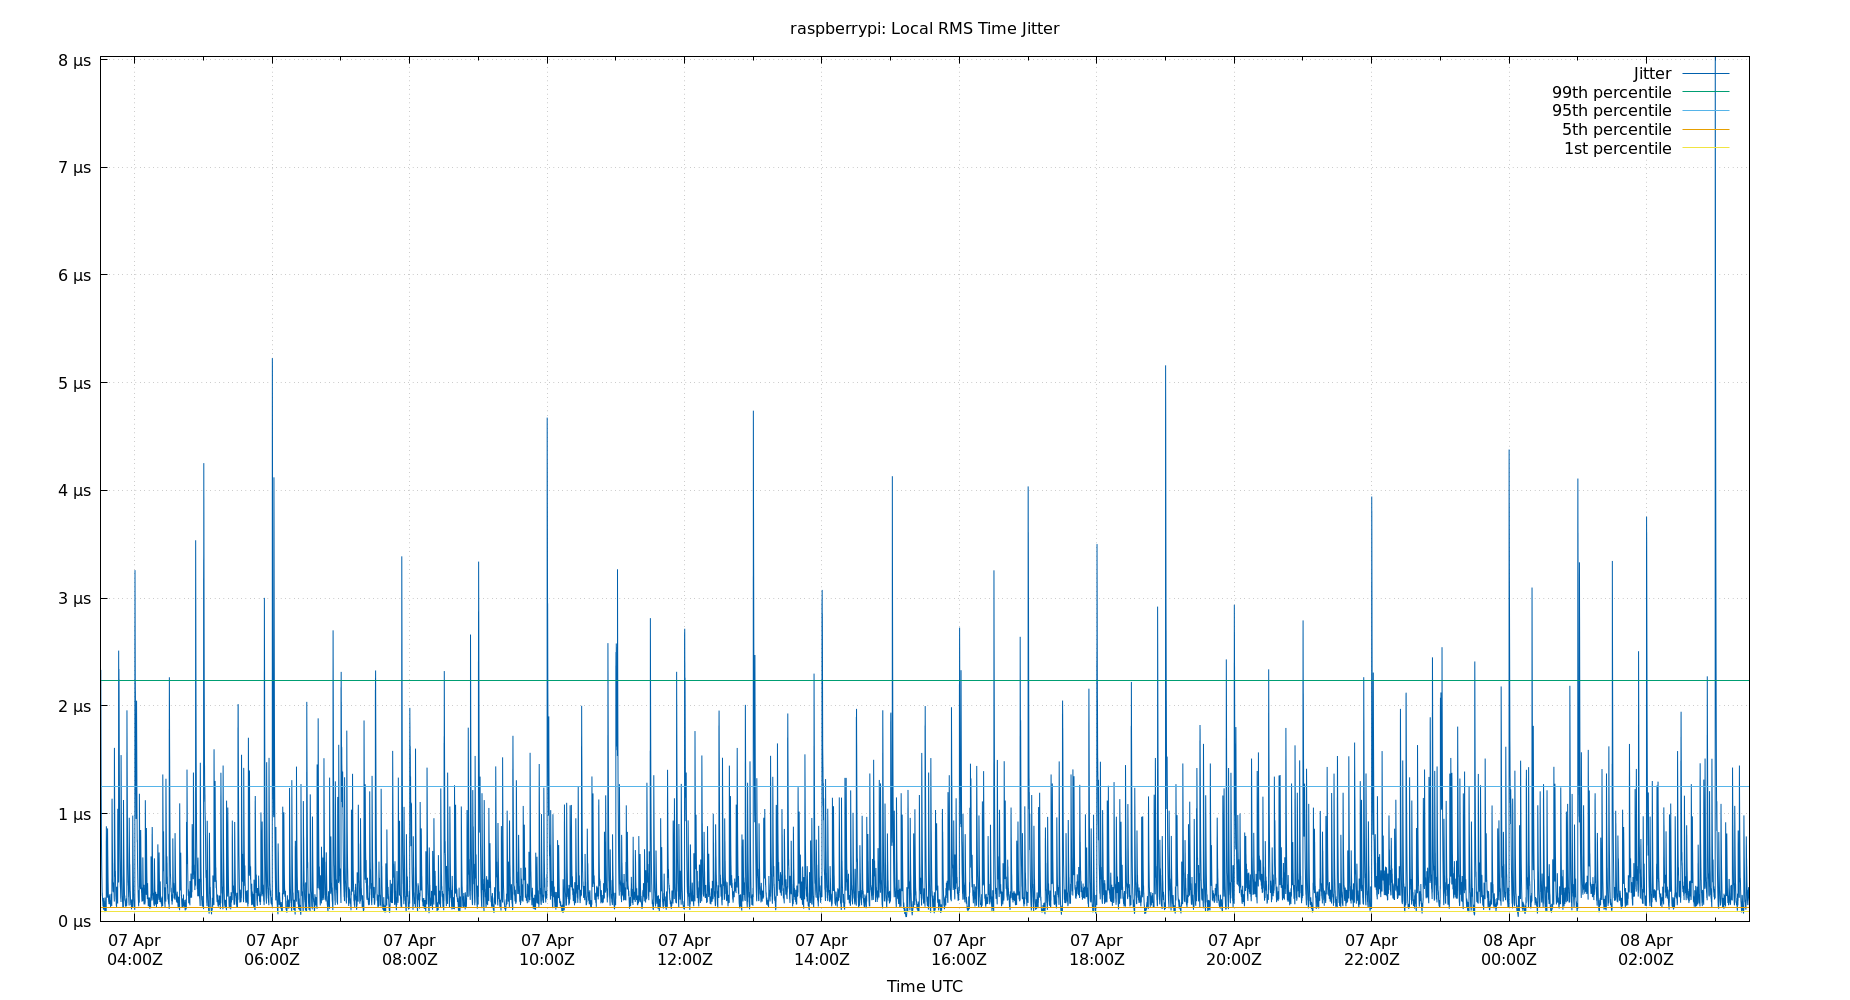 raspberrypi: Local RMS Time Jitter
8 µs
7 µs
6 µs
5 µs
4 µs
3 µs
2 µs
1 µs
0 µs
Jitter
99th percentile
95th percentile
5th percentile
1st percentile
07 Apr 07 Apr 07 Apr 07 Apr 07 Apr 07 Apr 07 Apr 07 Apr 07 Apr 07 Apr 08 Apr 08 Apr
04:00Z 06:00Z 08:00Z 10:00Z 12:00Z 14:00Z 16:00Z 18:00Z 20:00Z 22:00Z 00:00Z 02:00Z
Time UTC